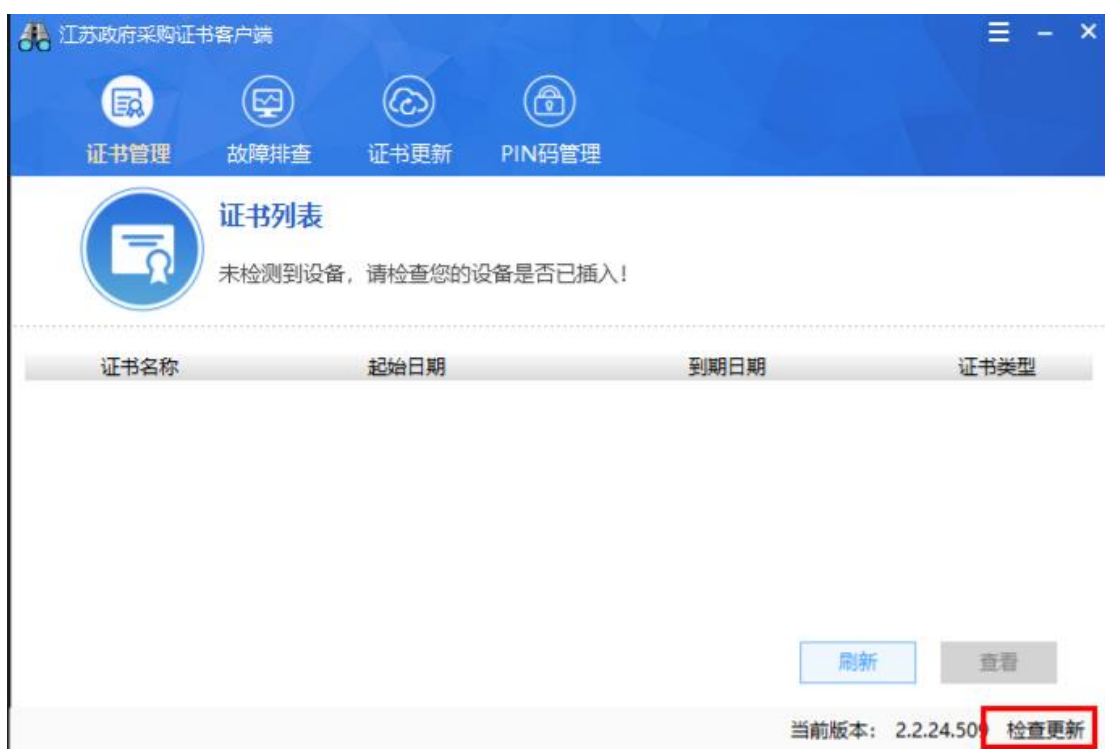 江苏政府采购证书客户端
证书管理 故障排查 证书更新 PIN码管理
证书列表
未检测到设备，请检查您的设备是否已插入！
证书名称 起始日期 到期日期 证书类型
刷新 查看
当前版本： 2.2.24.509 检查更新